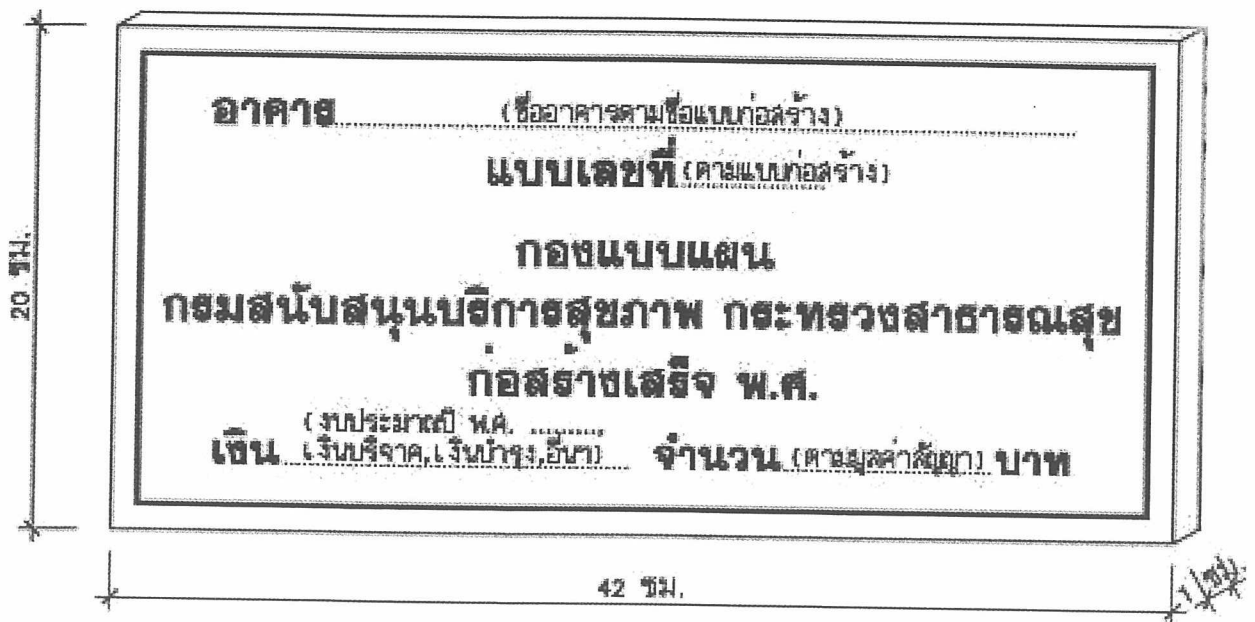 อาคาร (ชื่ออาคารตามชื่อแบบก่อสร้าง)
แบบเลขที่ (ตามแบบก่อสร้าง)
กองแบบแผน
กรมสนับสนุนบริการสุขภาพ กระทรวงสาธารณสุข
ก่อสร้างเสร็จ พ.ศ.
(งบประมาณปี พ.ศ. ..........
เงิน เงินบริจาค,เงินบำรุง,อื่นๆ) จำนวน (ตามมูลค่าสัญญา) บาท
20 ซม.
42 ซม.
1 ซม.